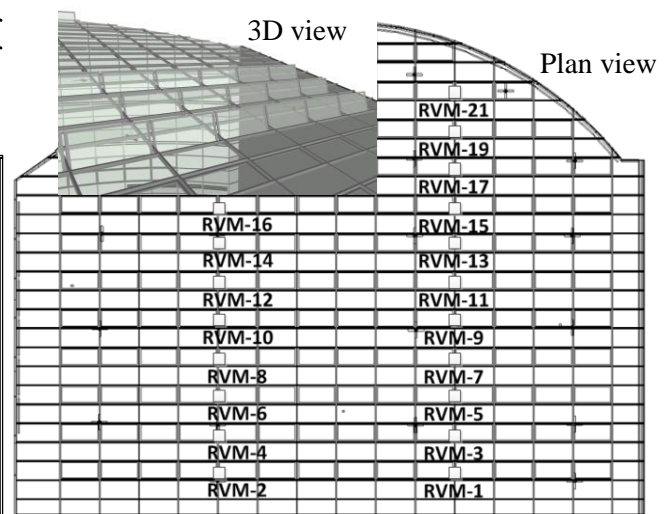 3D view
Plan view
RVM-21
RVM-19
RVM-17
RVM-16 RVM-15
RVM-14 RVM-13
RVM-12 RVM-11
RVM-10 RVM-9
RVM-8 RVM-7
RVM-6 RVM-5
RVM-4 RVM-3
RVM-2 RVM-1